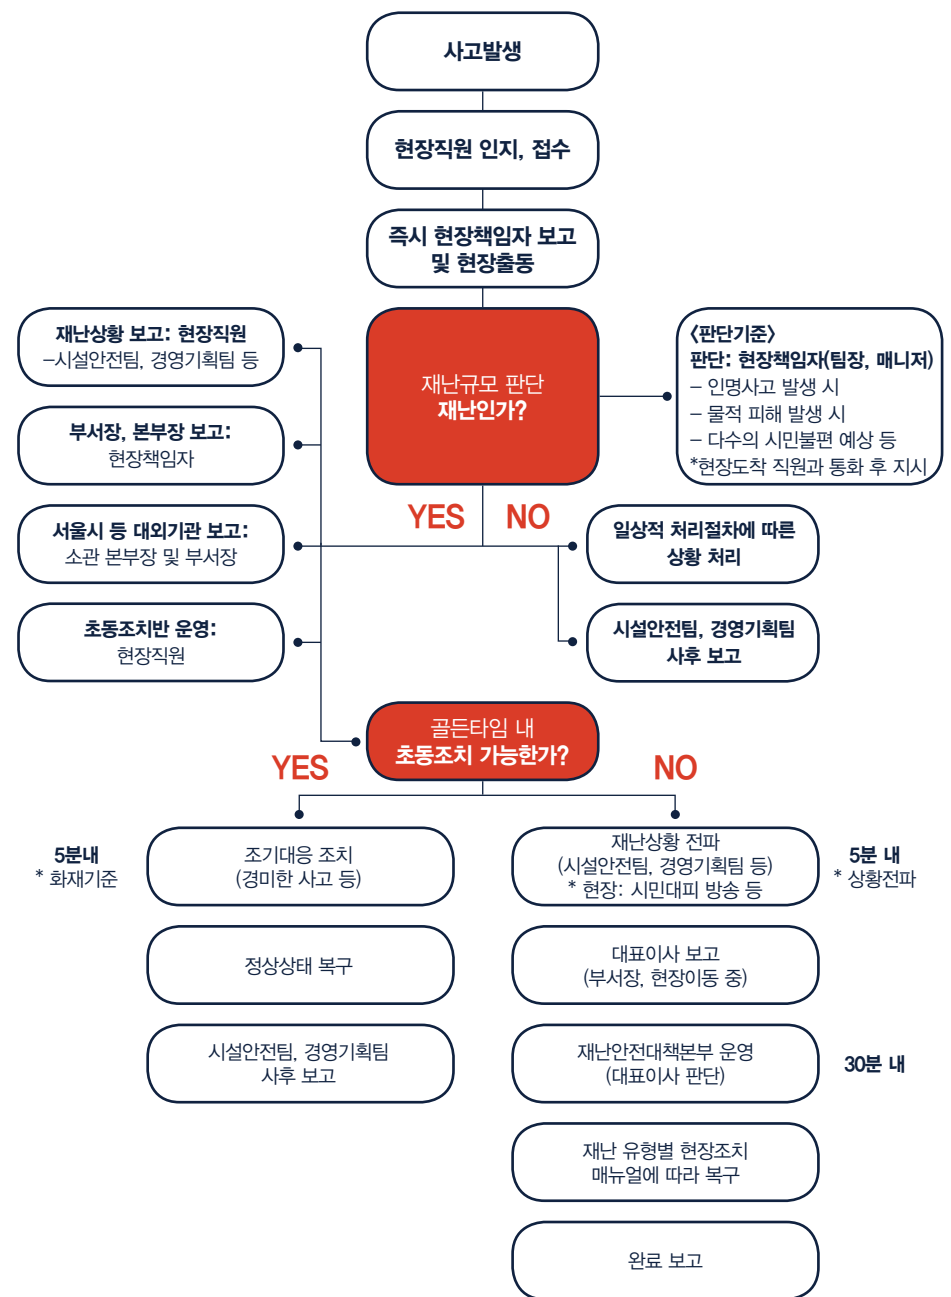 사고발생
현장직원 인지, 접수
즉시 현장책임자 보고
및 현장출동
재난규모 판단
재난인가?
〈판단기준〉
판단: 현장책임자(팀장, 매니저)
– 인명사고 발생 시
– 물적 피해 발생 시
– 다수의 시민불편 예상 등
*현장도착 직원과 통화 후 지시
재난상황 보고: 현장직원
–시설안전팀, 경영기획팀 등
부서장, 본부장 보고:
현장책임자
서울시 등 대외기관 보고:
소관 본부장 및 부서장
초동조치반 운영:
현장직원
YES
NO
일상적 처리절차에 따른
상황 처리
시설안전팀, 경영기획팀
사후 보고
골든타임 내
초동조치 가능한가?
YES
NO
5분내
* 화재기준
조기대응 조치
(경미한 사고 등)
정상상태 복구
시설안전팀, 경영기획팀
사후 보고
재난상황 전파
(시설안전팀, 경영기획팀 등)
* 현장: 시민대피 방송 등
5분 내
* 상황전파
대표이사 보고
(부서장, 현장이동 중)
재난안전대책본부 운영
(대표이사 판단)
30분 내
재난 유형별 현장조치
매뉴얼에 따라 복구
완료 보고